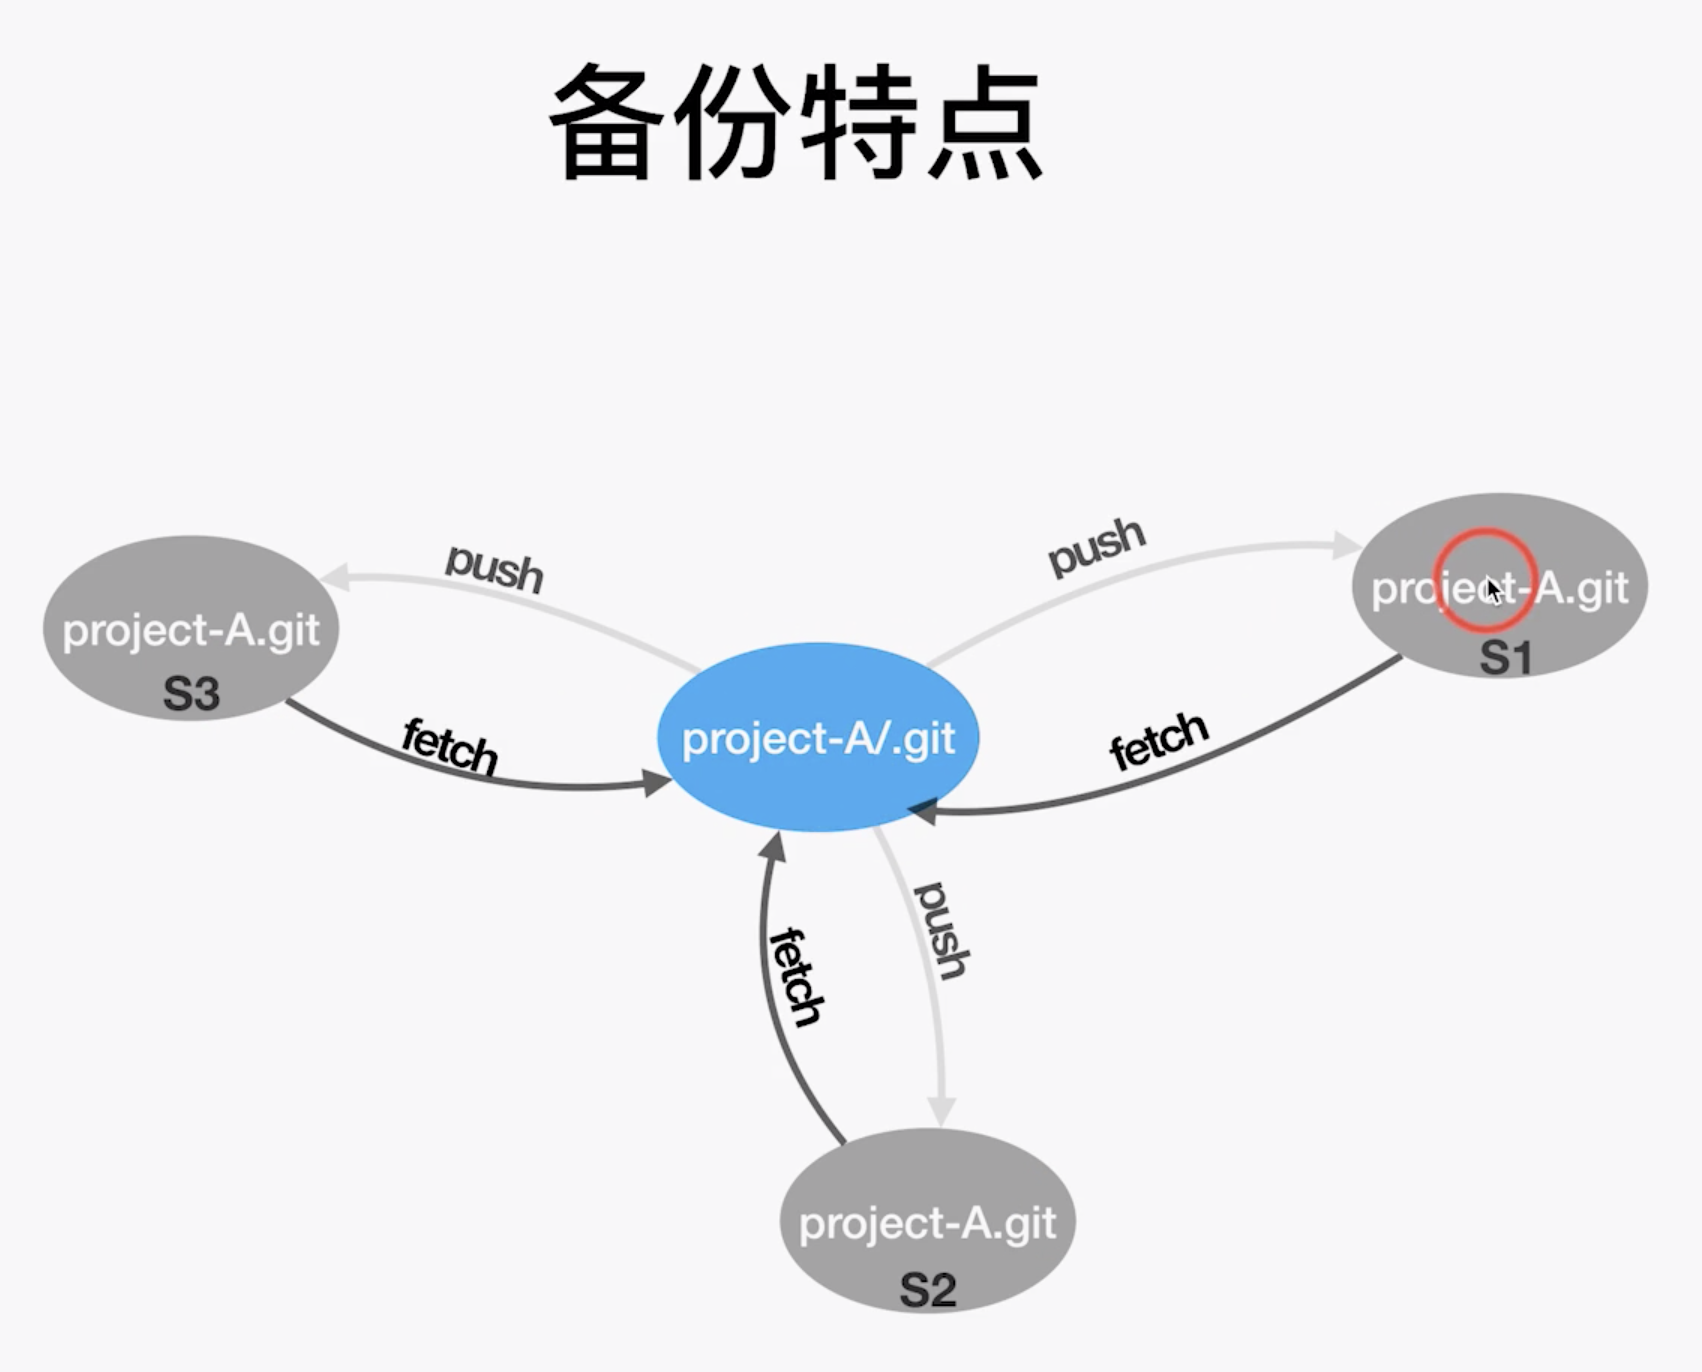 备份特点
push
push
project-A.git
S1
project-A.git
S3
fetch
project-A/.git
fetch
push
fetch
project-A.git
S2